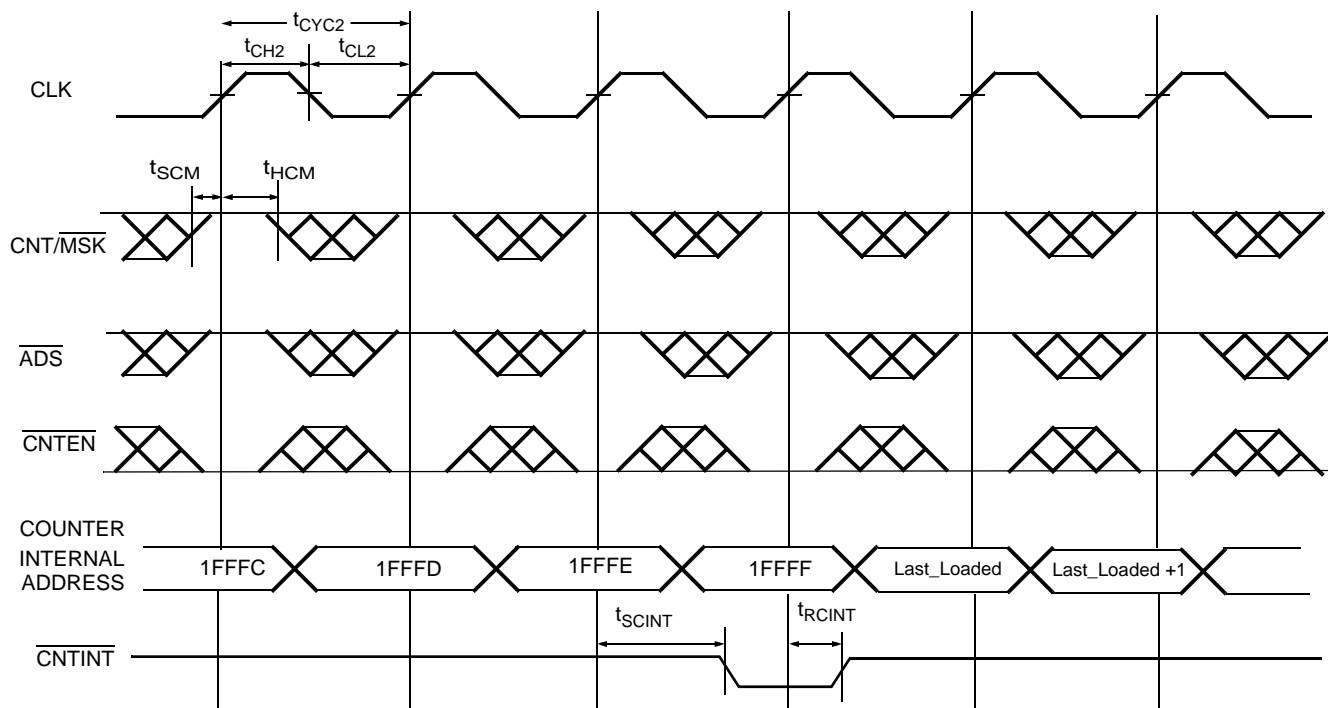 tCYC2
tCH2
tCL2
CLK
tSCM
tHCM
CNT/MSK
ADS
CNTEN
COUNTER
INTERNAL
ADDRESS
1FFFC
1FFFD
1FFFE
1FFFF
Last_Loaded
Last_Loaded +1
tSCINT
tRCINT
CNTINT